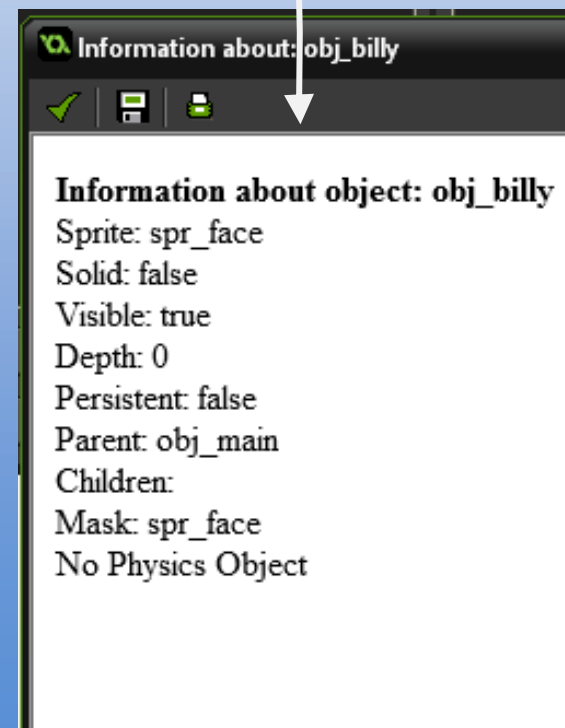 Information about: obj_billy
Information about object: obj_billy
Sprite: spr_face
Solid: false
Visible: true
Depth: 0
Persistent: false
Parent: obj_main
Children:
Mask: spr_face
No Physics Object